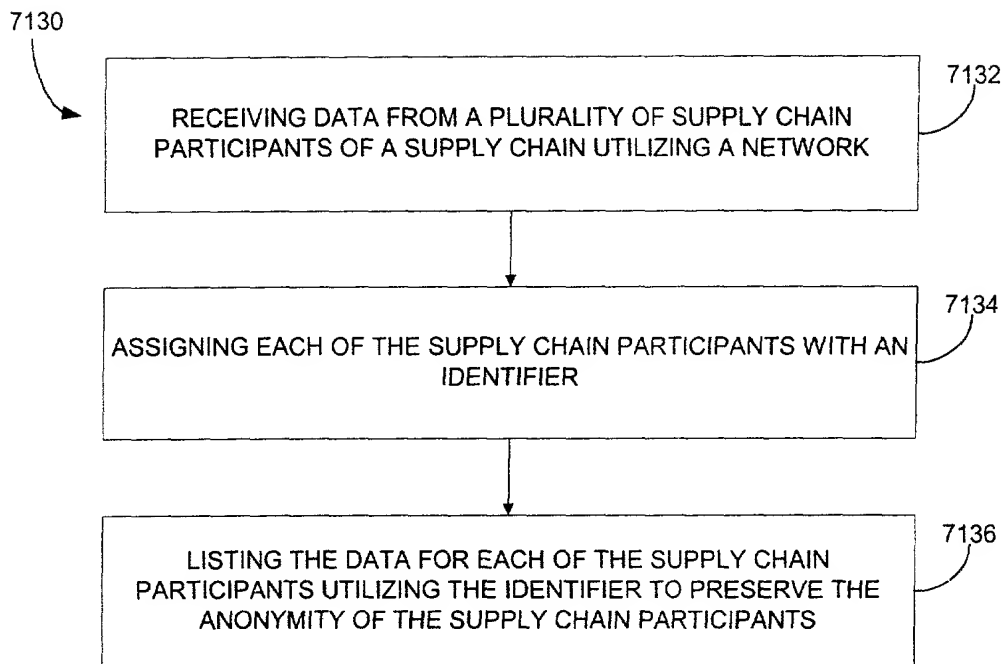 7130
7132
RECEIVING DATA FROM A PLURALITY OF SUPPLY CHAIN
PARTICIPANTS OF A SUPPLY CHAIN UTILIZING A NETWORK
7134
ASSIGNING EACH OF THE SUPPLY CHAIN PARTICIPANTS WITH AN
IDENTIFIER
7136
LISTING THE DATA FOR EACH OF THE SUPPLY CHAIN
PARTICIPANTS UTILIZING THE IDENTIFIER TO PRESERVE THE
ANONYMITY OF THE SUPPLY CHAIN PARTICIPANTS